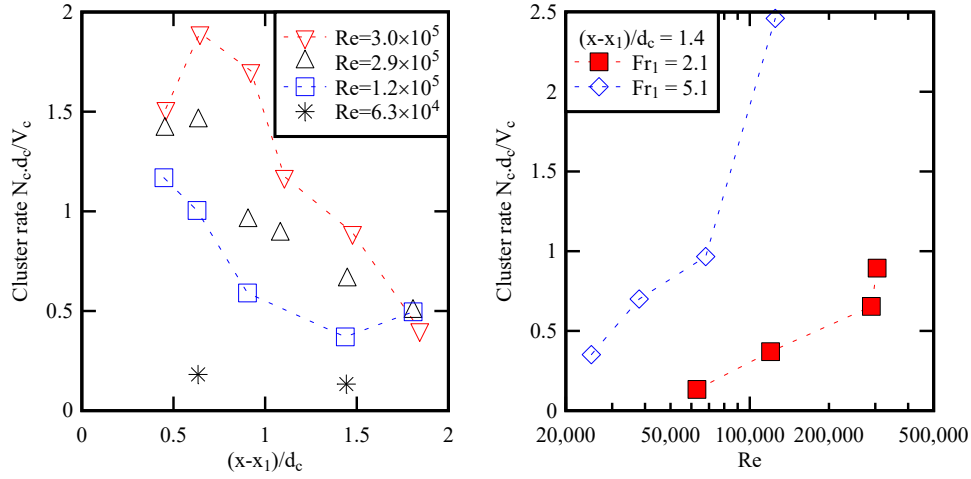 Cluster rate N_c.d_c/V_c
2
1.5
1
0.5
0
0
0.5
1
1.5
2
(x-x_1)/d_c
Re=3.0×10^5
Re=2.9×10^5
Re=1.2×10^5
Re=6.3×10^4
Cluster rate N_c.d_c/V_c
2.5
2
1.5
1
0.5
0
20,000
50,000
100,000
200,000
500,000
Re
(x-x_1)/d_c = 1.4
Fr_1 = 2.1
Fr_1 = 5.1